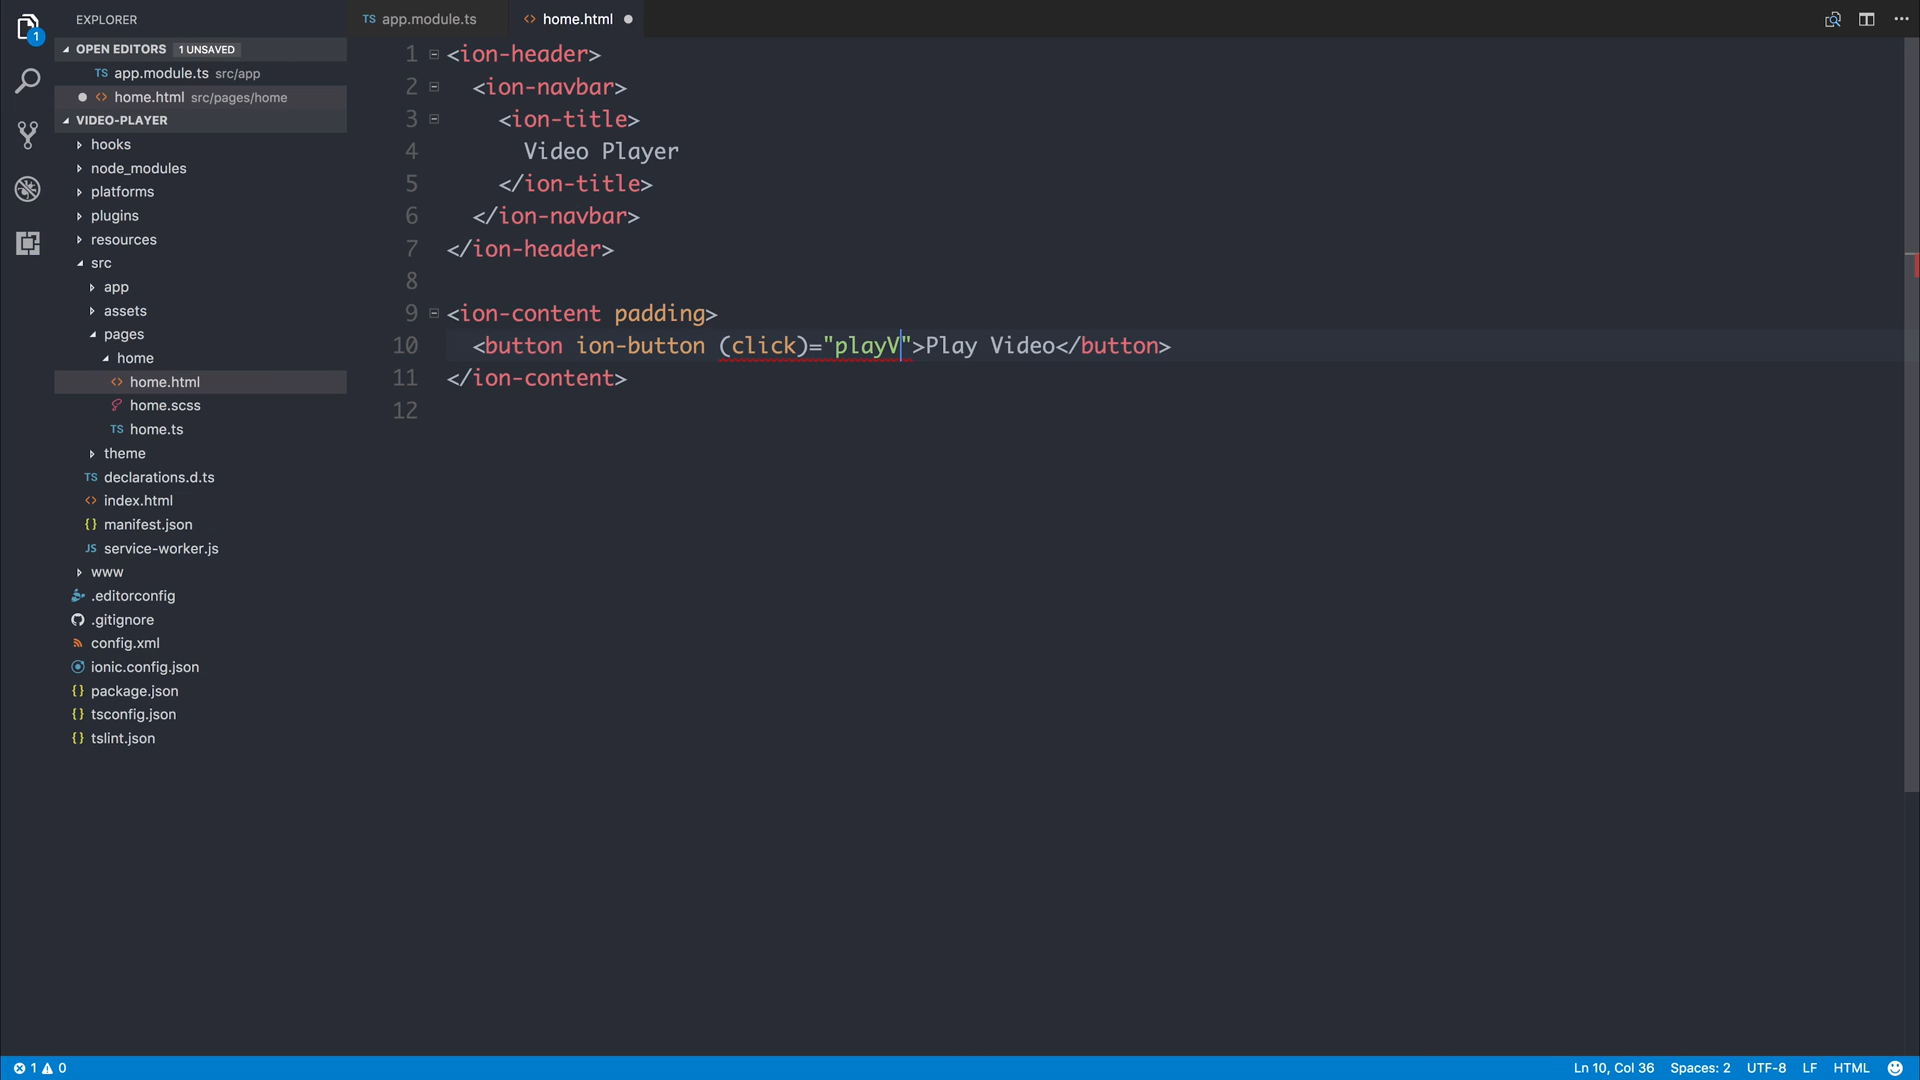 EXPLORER
OPEN EDITORS 1 UNSAVED
TS app.module.ts src/app
<> home.html src/pages/home
VIDEO-PLAYER
hooks
node_modules
platforms
plugins
resources
src
app
assets
pages
home
<> home.html
home.scss
TS home.ts
theme
TS declarations.d.ts
<> index.html
{} manifest.json
JS service-worker.js
www
.editorconfig
.gitignore
config.xml
ionic.config.json
{} package.json
{} tsconfig.json
{} tslint.json
1
TS app.module.ts
<> home.html
1 <ion-header>
2 <ion-navbar>
3 <ion-title>
4 Video Player
5 </ion-title>
6 </ion-navbar>
7 </ion-header>
8
9 <ion-content padding>
10 <button ion-button (click)="playV">Play Video</button>
11 </ion-content>
12
1 0
Ln 10, Col 36 Spaces: 2 UTF-8 LF HTML